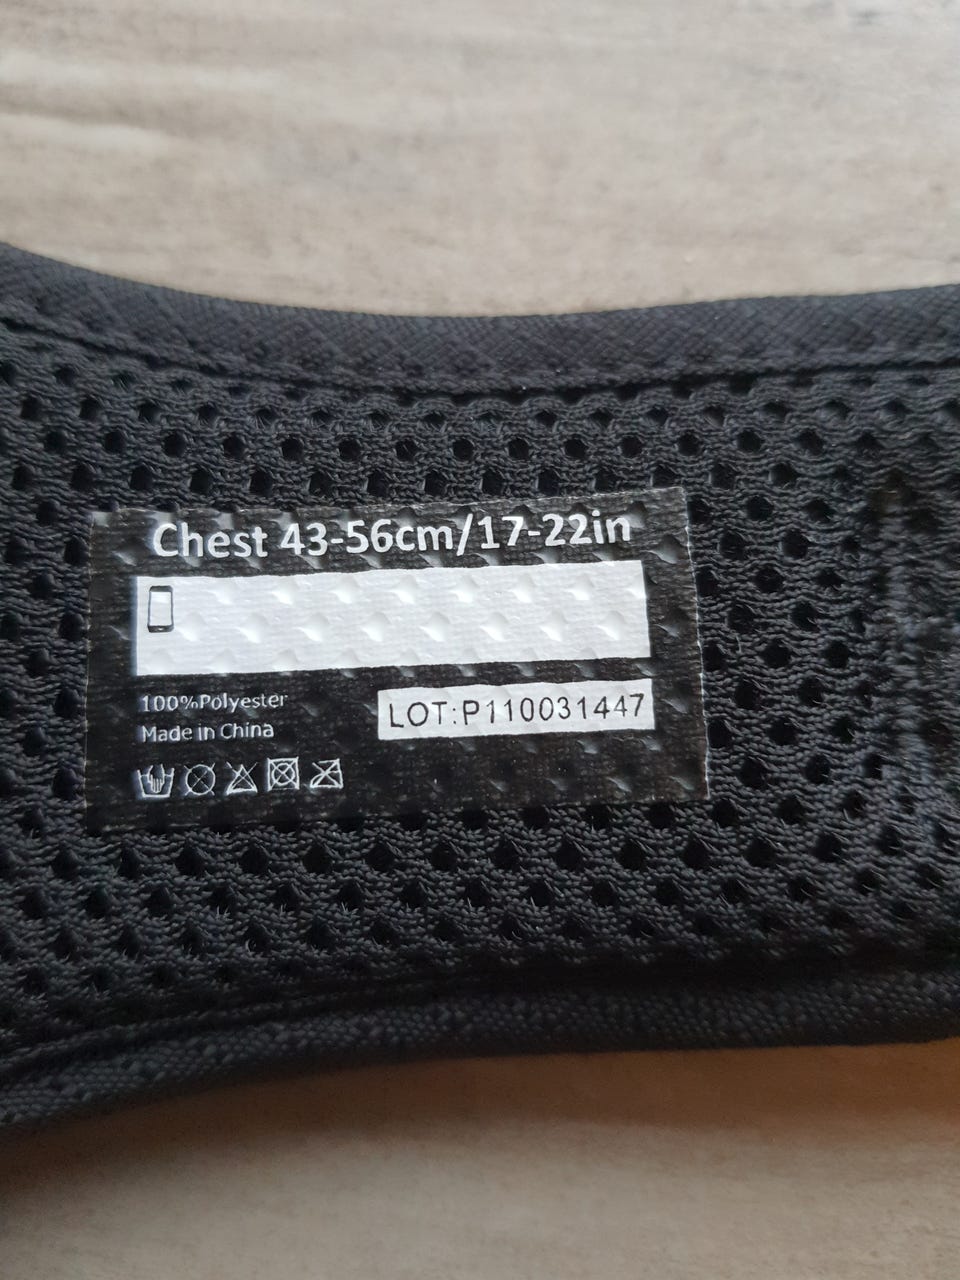 Chest 43-56cm/17-22in
100%Polyester
Made in China
LOT:P110031447